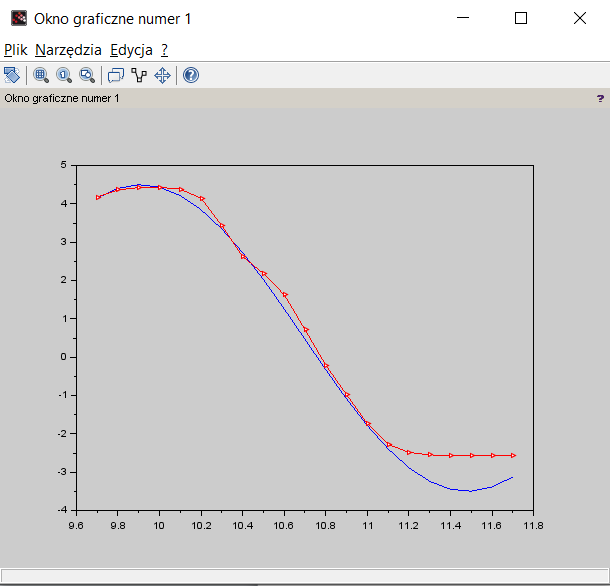 Okno graficzne numer 1
Plik Narzędzia Edycja ?
Okno graficzne numer 1 ?
5
4
3
2
1
0
-1
-2
-3
-4
9.6 9.8 10 10.2 10.4 10.6 10.8 11 11.2 11.4 11.6 11.8